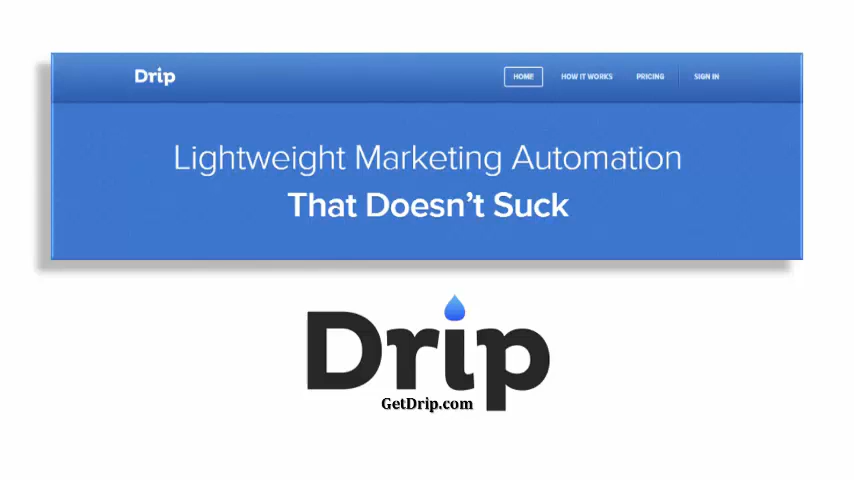 Drip
HOME HOW IT WORKS PRICING SIGN IN
Lightweight Marketing Automation
That Doesn't Suck
Drip
GetDrip.com